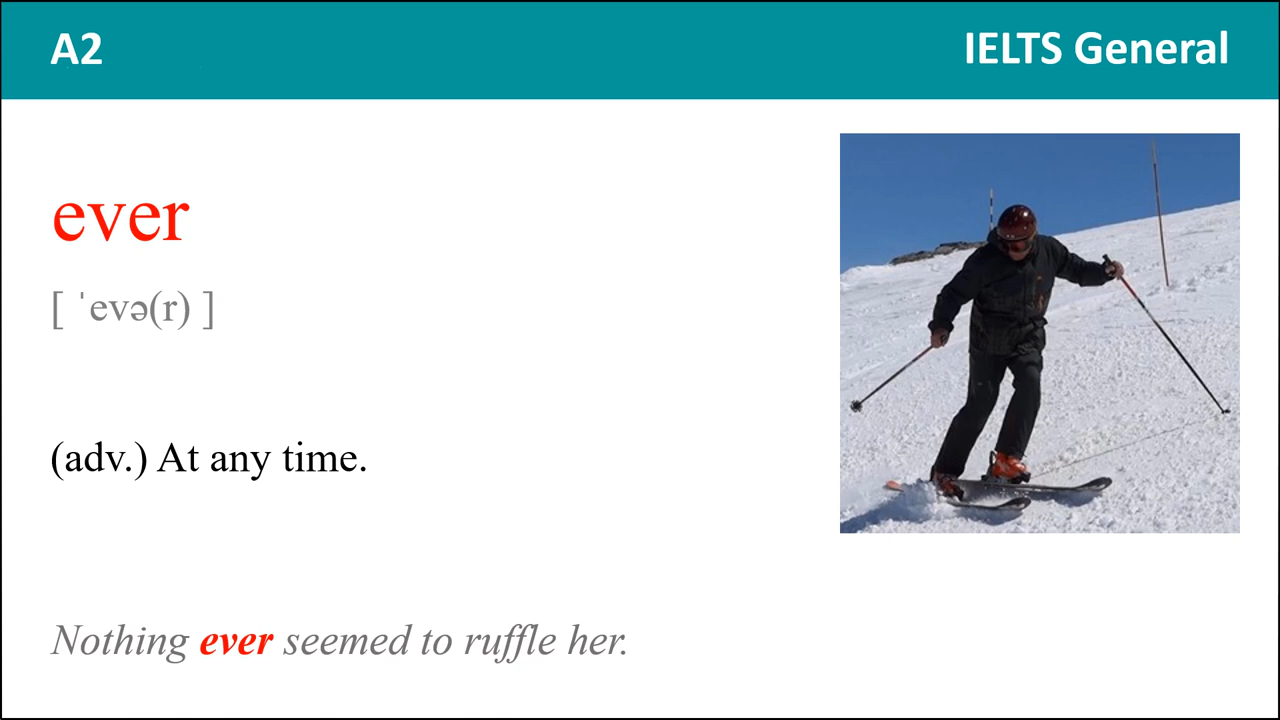 A2
IELTS General
ever
[ ˈevə(r) ]
(adv.) At any time.
Nothing ever seemed to ruffle her.